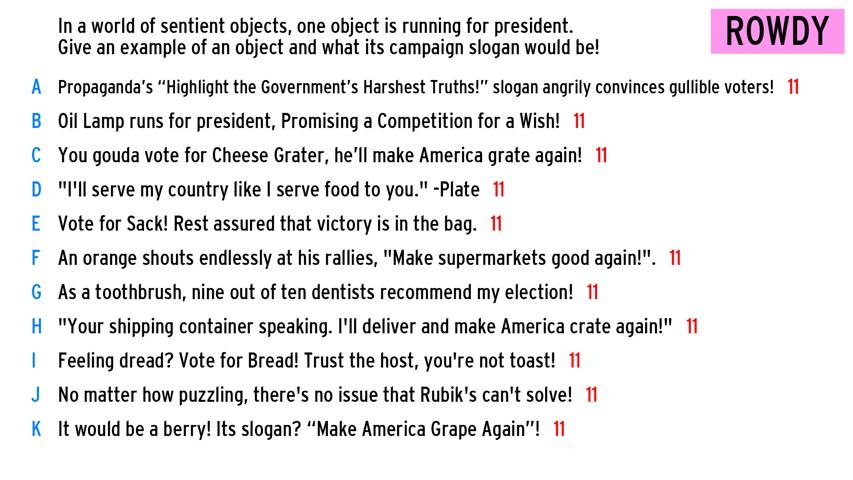 In a world of sentient objects, one object is running for president.
Give an example of an object and what its campaign slogan would be!
ROWDY
A Propaganda's “Highlight the Government's Harshest Truths!” slogan angrily convinces gullible voters! 11
B Oil Lamp runs for president, Promising a Competition for a Wish! 11
C You gouda vote for Cheese Grater, he'll make America grate again! 11
D "I'll serve my country like I serve food to you." -Plate 11
E Vote for Sack! Rest assured that victory is in the bag. 11
F An orange shouts endlessly at his rallies, "Make supermarkets good again!". 11
G As a toothbrush, nine out of ten dentists recommend my election! 11
H "Your shipping container speaking. I'll deliver and make America crate again!" 11
I Feeling dread? Vote for Bread! Trust the host, you're not toast! 11
J No matter how puzzling, there's no issue that Rubik's can't solve! 11
K It would be a berry! Its slogan? “Make America Grape Again”! 11